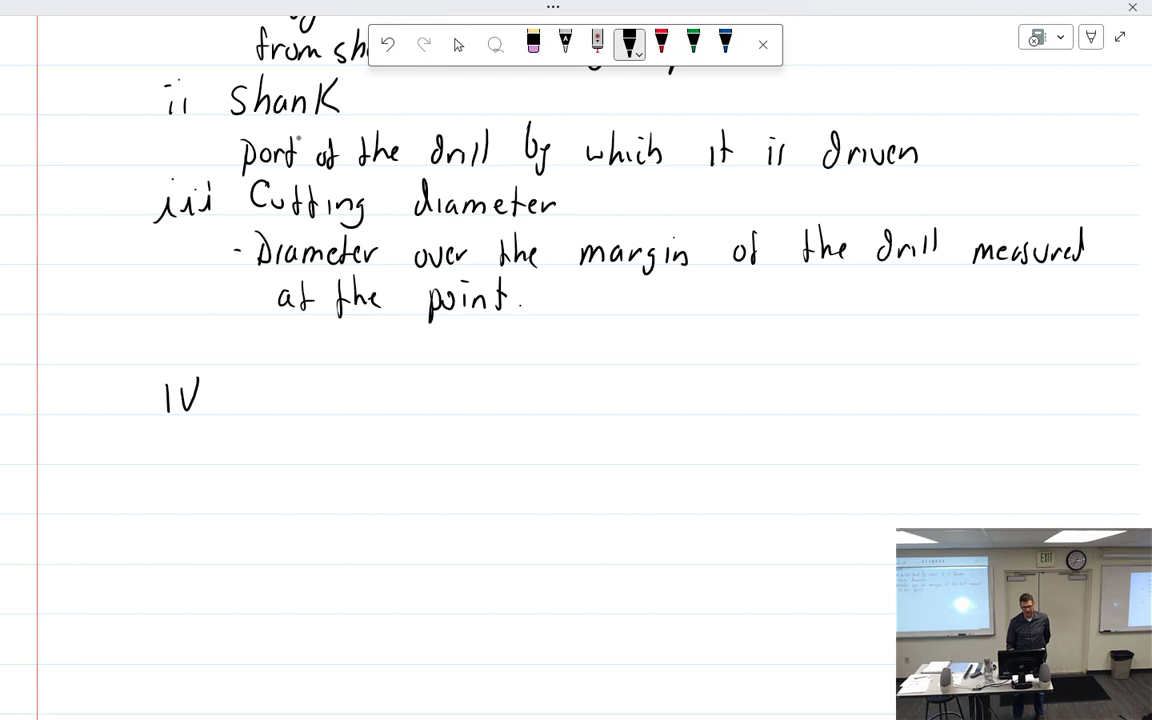 from sh
ii shank
part of the drill by which it is driven
iii Cutting diameter
- Diameter over the margin of the drill measured
at the point.
IV
EXIT